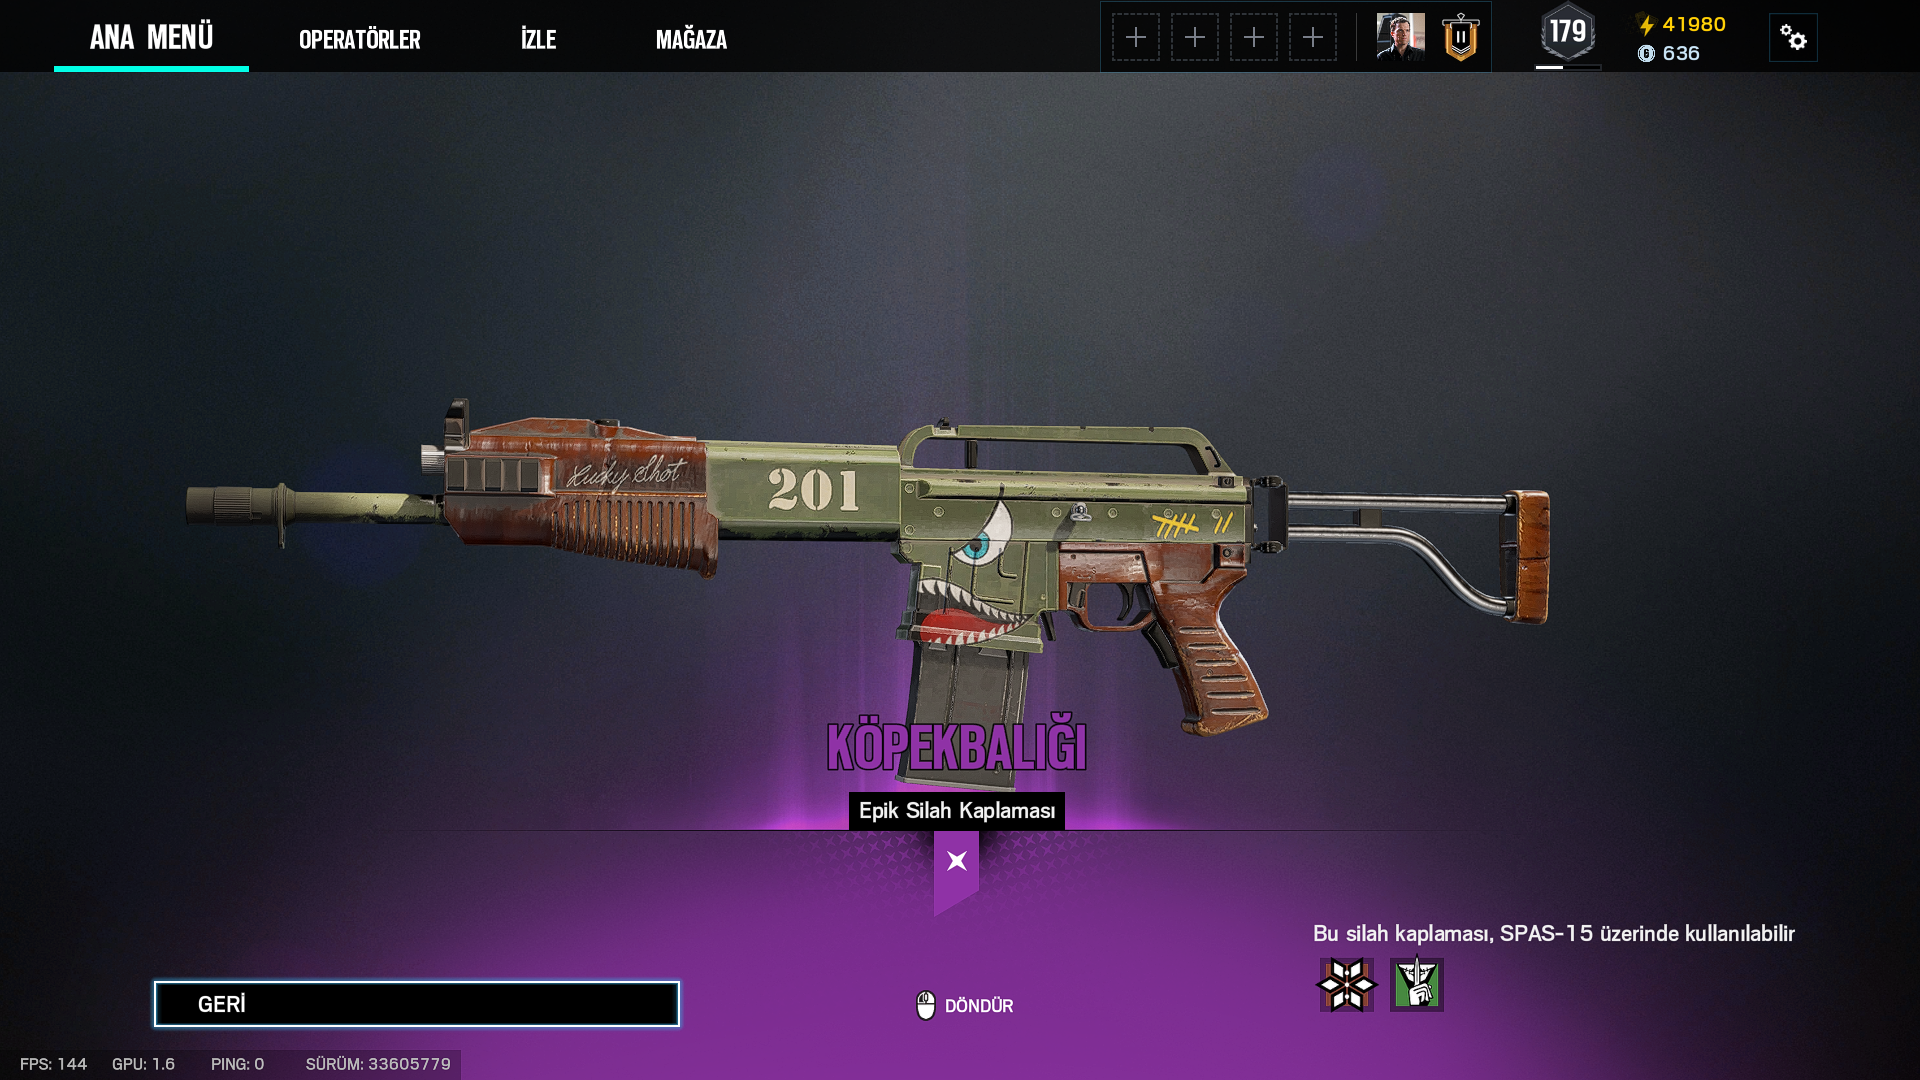 ANA MENÜ
OPERATÖRLER
İZLE
MAĞAZA
179
41980
636
Lucky Shot
201
KÖPEKBALIĞI
Epik Silah Kaplaması
Bu silah kaplaması, SPAS-15 üzerinde kullanılabilir
GERİ
DÖNDÜR
FPS: 144 GPU: 1.6 PING: 0 SÜRÜM: 33605779